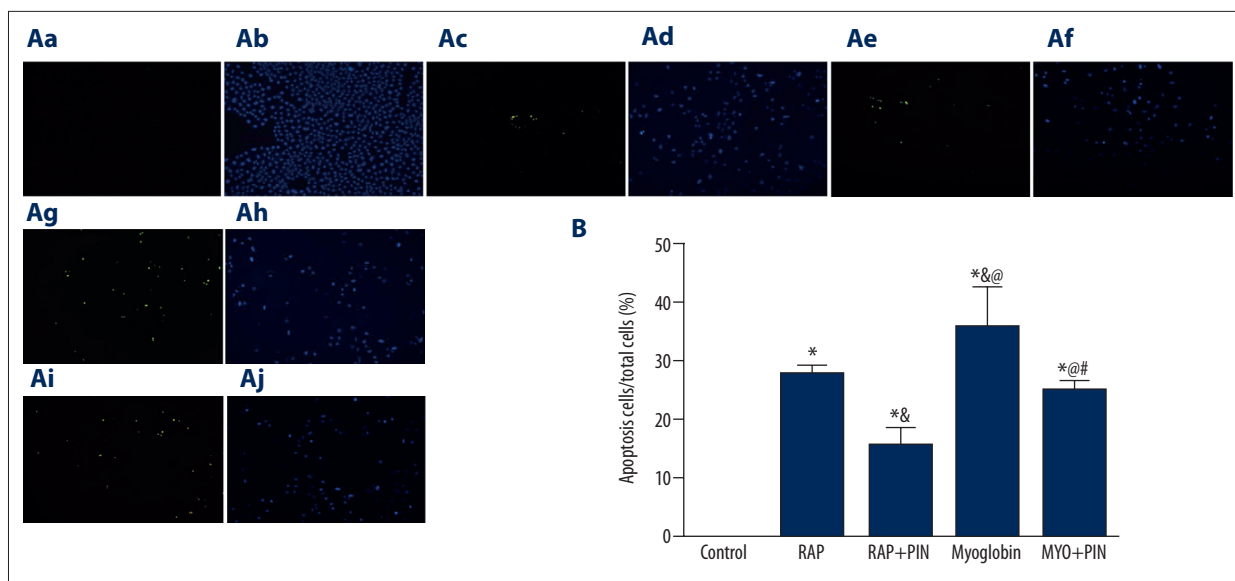 Aa Ab Ac Ad Ae Af
Ag Ah
Ai Aj
B
Apoptosis cells/total cells (%)
50
40
30
20
10
0
*
*&
*&@
*@#
Control RAP RAP+PIN Myoglobin MYO+PIN